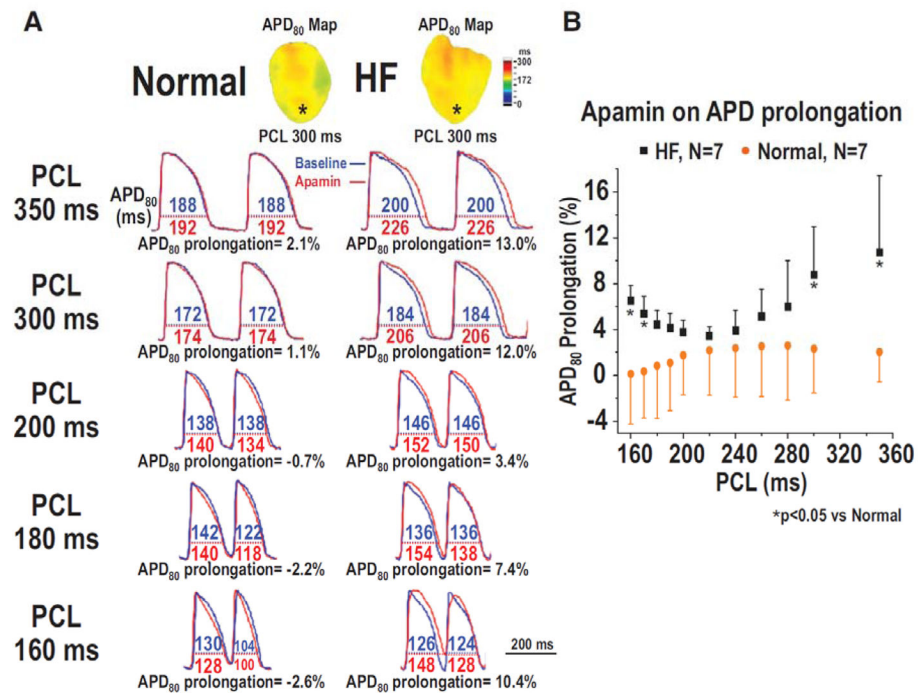 A
APD80 Map
APD80 Map
Normal
HF
ms
300
172
0
*
*
PCL 300 ms
PCL 300 ms
PCL
350 ms
APD80
(ms)
Baseline
Apamin
188
188
192
192
200
200
226
226
APD80 prolongation= 2.1%
APD80 prolongation= 13.0%
PCL
300 ms
172
172
174
174
184
184
206
206
APD80 prolongation= 1.1%
APD80 prolongation= 12.0%
PCL
200 ms
138
138
140
134
146
146
152
150
APD80 prolongation= -0.7%
APD80 prolongation= 3.4%
PCL
180 ms
142
122
140
118
136
136
154
138
APD80 prolongation= -2.2%
APD80 prolongation= 7.4%
PCL
160 ms
130
104
128
100
126
124
148
128
200 ms
APD80 prolongation= -2.6%
APD80 prolongation= 10.4%
B
Apamin on APD prolongation
HF, N=7
Normal, N=7
APD80 Prolongation (%)
16
12
8
4
0
-4
* * * *
160 200 240 280 320 360
PCL (ms)
*p<0.05 vs Normal